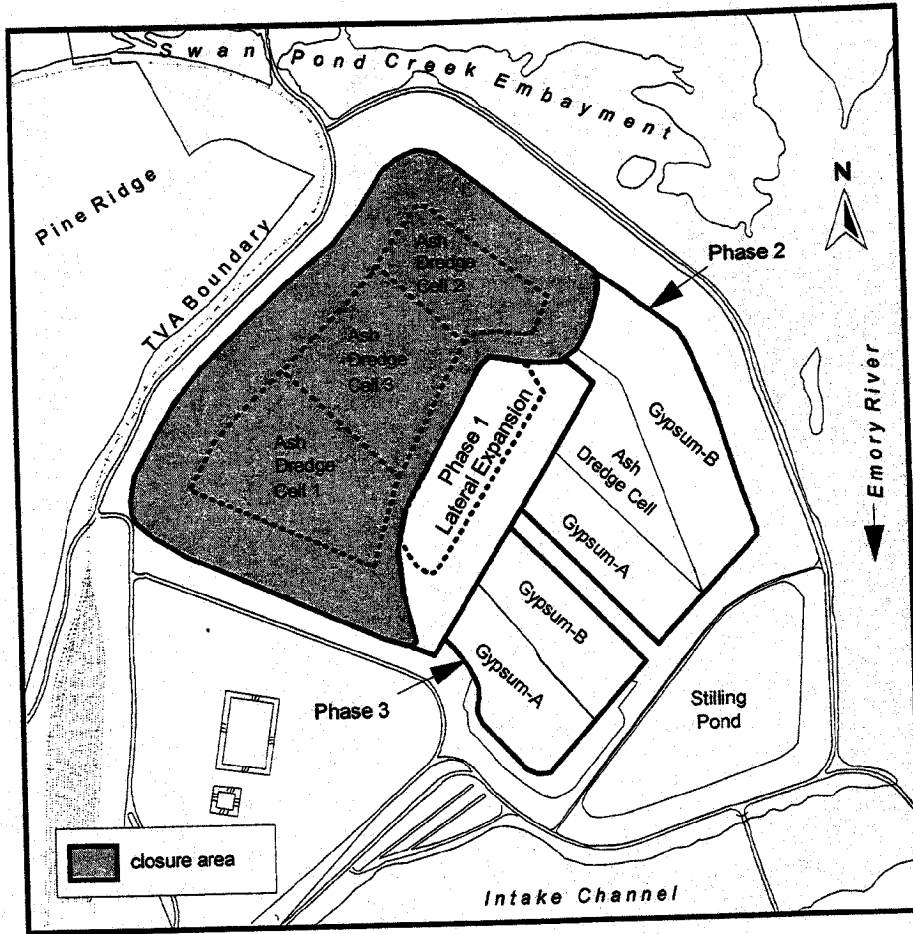 Swan Pond Creek Embayment
Pine Ridge
TVA Boundary
N
Phase 2
Emory River
Ash
Dredge
Cell 2
Ash
Dredge
Cell 3
Ash
Dredge
Cell 1
Phase 1
Lateral Expansion
Gypsum-B
Ash
Dredge Cell
Gypsum-A
Gypsum-B
Gypsum-A
Phase 3
Stilling
Pond
closure area
Intake Channel